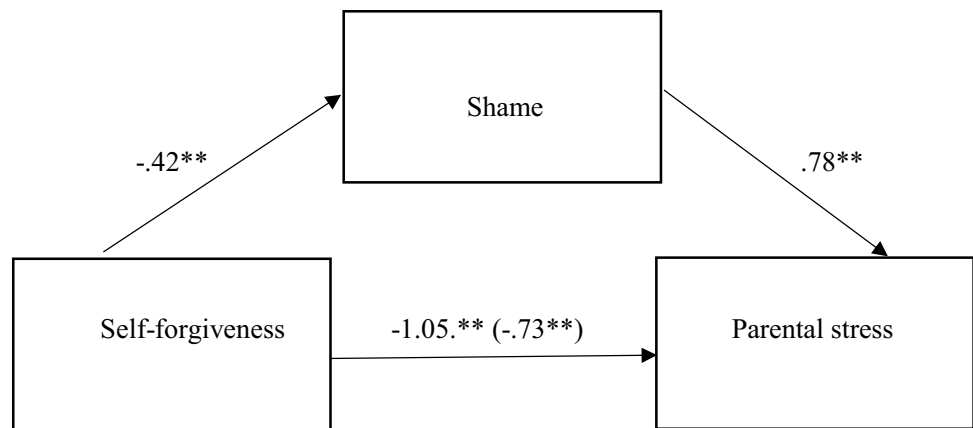 Shame
-.42**
.78**
Self-forgiveness
-1.05.** (-.73**)
Parental stress